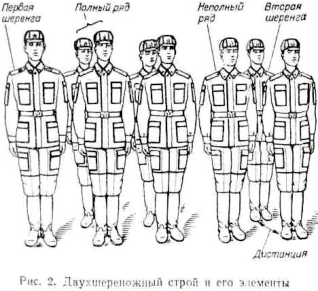 Первая
шеренга
Полный ряд
Неполный
ряд
Вторая
шеренга
Дистанция
Рис. 2. Двухшереножный строй и его элементы